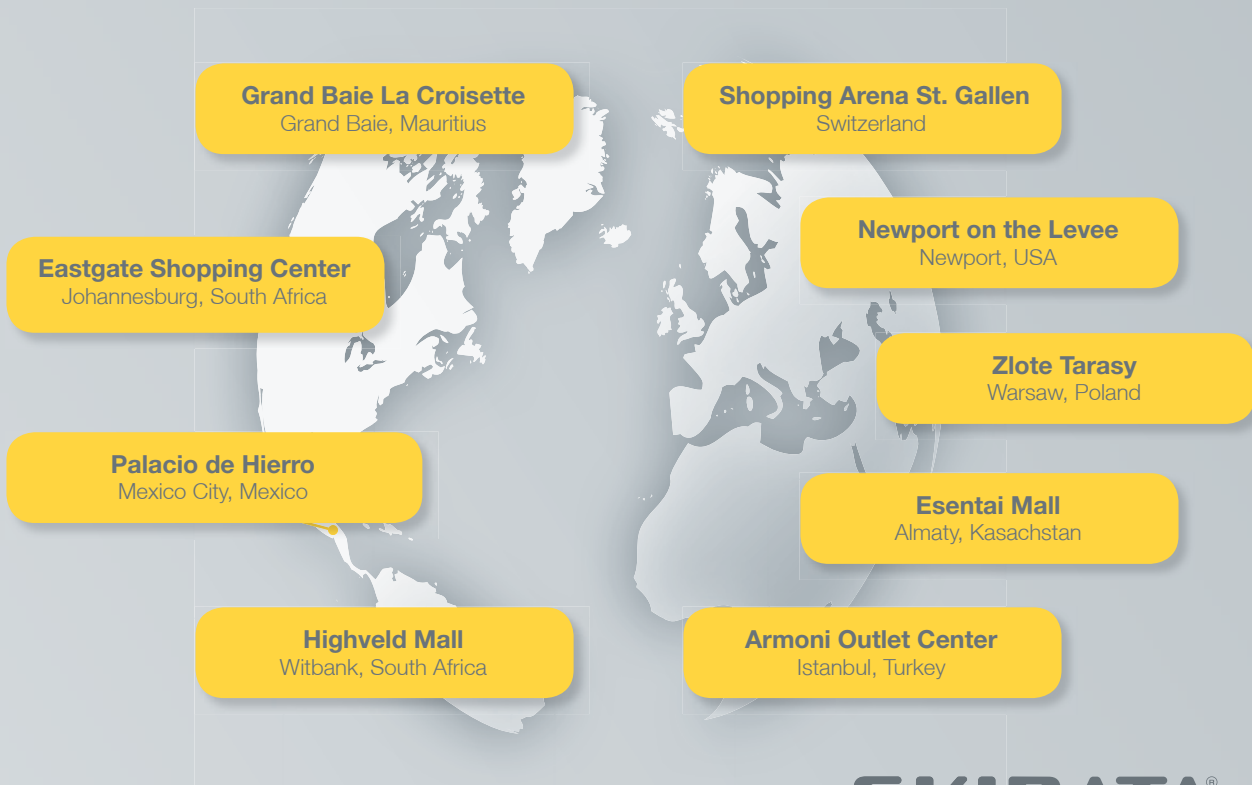 Grand Baie La Croisette
Grand Baie, Mauritius
Shopping Arena St. Gallen
Switzerland
Newport on the Levee
Newport, USA
Eastgate Shopping Center
Johannesburg, South Africa
Zlote Tarasy
Warsaw, Poland
Palacio de Hierro
Mexico City, Mexico
Esentai Mall
Almaty, Kasachstan
Highveld Mall
Witbank, South Africa
Armoni Outlet Center
Istanbul, Turkey
SKIDATA®